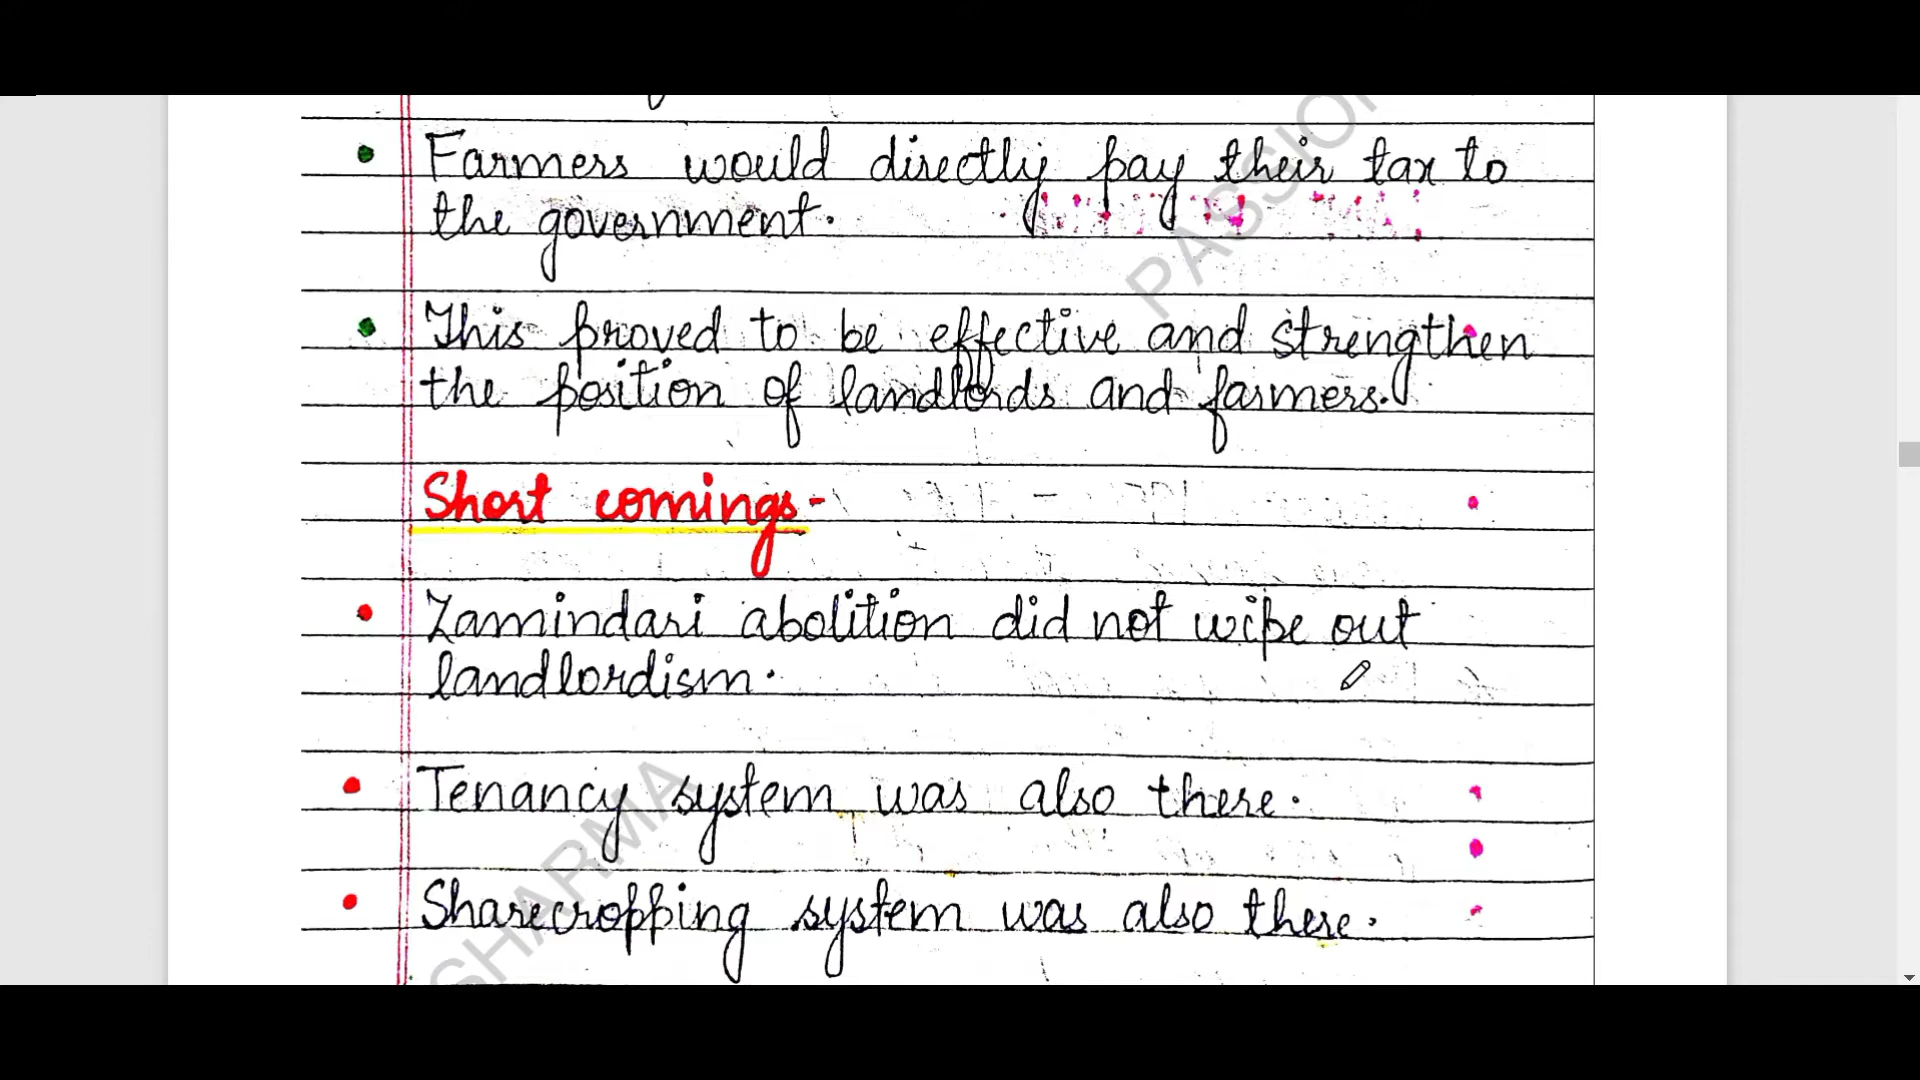 Farmers would directly pay their tax to
the government.
This proved to be effective and strengthen
the position of landlords and farmers.
Short comings-
Zamindari abolition did not wipe out
landlordism.
Tenancy system was also there.
Sharecropping system was also there.
PASSION
SHARMA